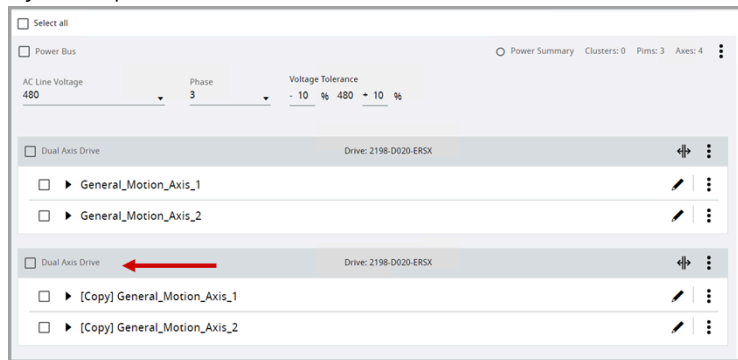 Select all
Power Bus Power Summary Clusters: 0 Pims: 3 Axes: 4
AC Line Voltage Phase Voltage Tolerance
480 3 - 10 % 480 + 10 %
Dual Axis Drive Drive: 2198-D020-ERSX
General_Motion_Axis_1
General_Motion_Axis_2
Dual Axis Drive Drive: 2198-D020-ERSX
[Copy] General_Motion_Axis_1
[Copy] General_Motion_Axis_2